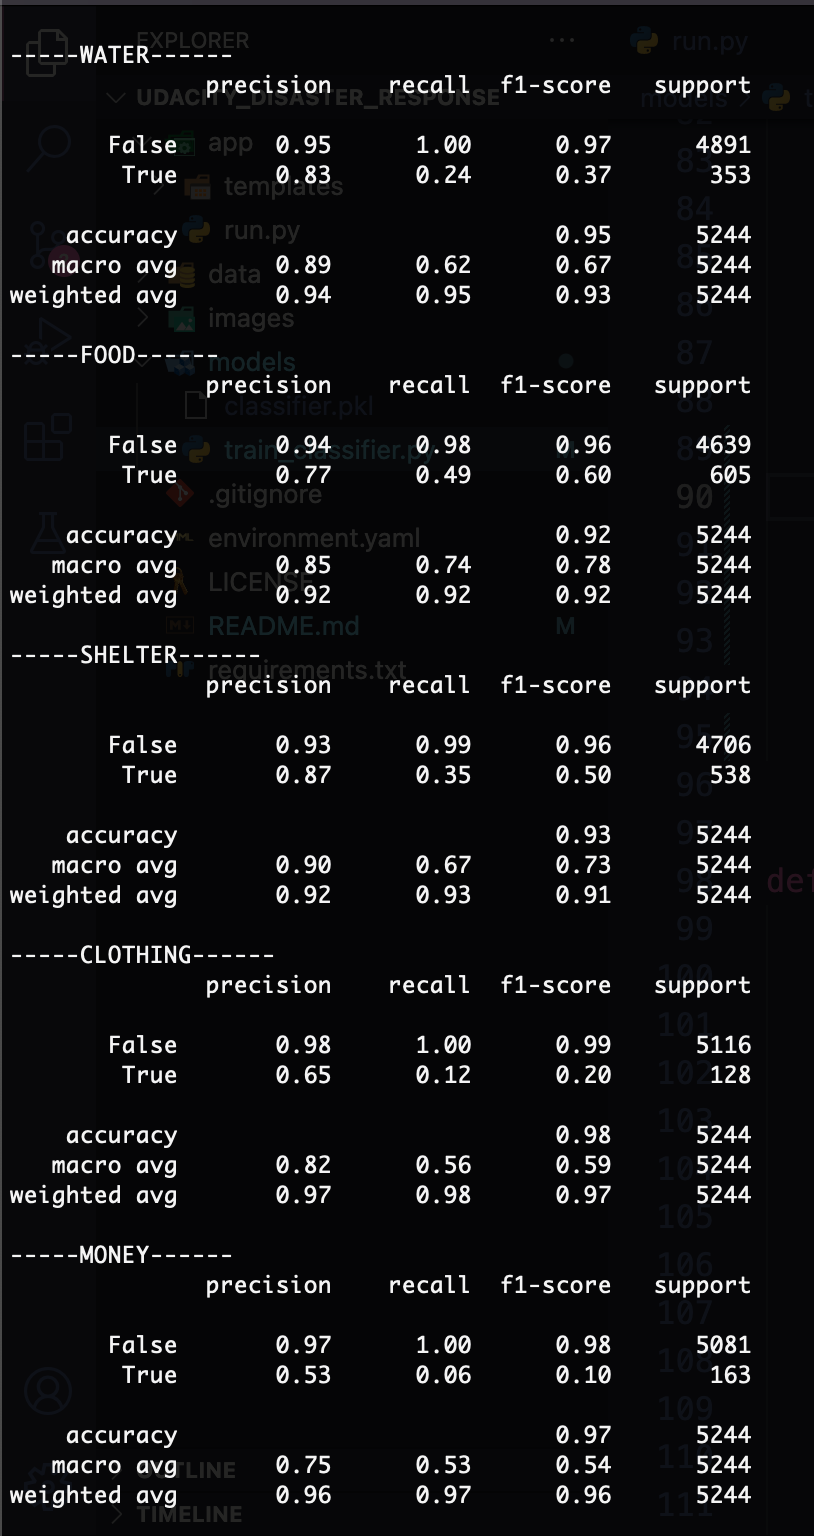 -----WATER------
              precision    recall  f1-score   support

       False       0.95      1.00      0.97      4891
        True       0.83      0.24      0.37       353

    accuracy                           0.95      5244
   macro avg       0.89      0.62      0.67      5244
weighted avg       0.94      0.95      0.93      5244

-----FOOD------
              precision    recall  f1-score   support

       False       0.94      0.98      0.96      4639
        True       0.77      0.49      0.60       605

    accuracy                           0.92      5244
   macro avg       0.85      0.74      0.78      5244
weighted avg       0.92      0.92      0.92      5244

-----SHELTER------
              precision    recall  f1-score   support

       False       0.93      0.99      0.96      4706
        True       0.87      0.35      0.50       538

    accuracy                           0.93      5244
   macro avg       0.90      0.67      0.73      5244
weighted avg       0.92      0.93      0.91      5244

-----CLOTHING------
              precision    recall  f1-score   support

       False       0.98      1.00      0.99      5116
        True       0.65      0.12      0.20       128

    accuracy                           0.98      5244
   macro avg       0.82      0.56      0.59      5244
weighted avg       0.97      0.98      0.97      5244

-----MONEY------
              precision    recall  f1-score   support

       False       0.97      1.00      0.98      5081
        True       0.53      0.06      0.10       163

    accuracy                           0.97      5244
   macro avg       0.75      0.53      0.54      5244
weighted avg       0.96      0.97      0.96      5244

EXPLORER
UDACITY_DISASTER_RESPONSE
app
templates
run.py
data
images
models
classifier.pkl
train_classifier.py
.gitignore
environment.yaml
LICENSE
README.md M
requirements.txt
OUTLINE
TIMELINE
run.py
models
83
84
87
90
93
96
def
99
101
102
105
106
107
109